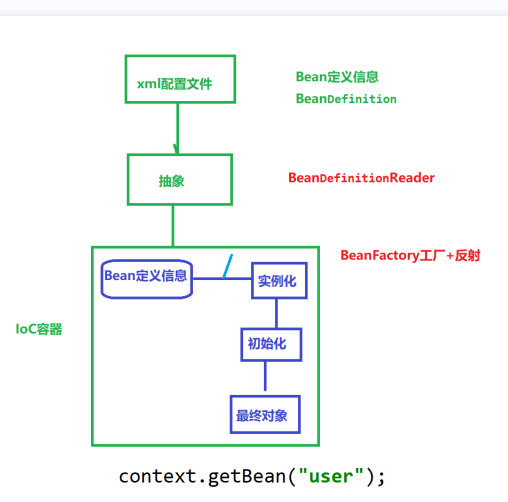 xml配置文件
Bean定义信息
BeanDefinition
抽象
BeanDefinitionReader
BeanFactory工厂+反射
Bean定义信息
实例化
IoC容器
初始化
最终对象
context.getBean("user");